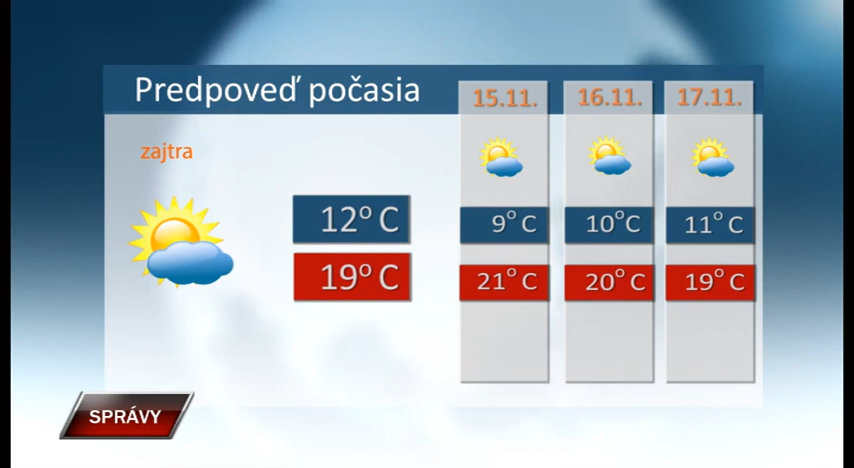 Predpoveď počasia
zajtra
12° C
19° C
15.11.
9° C
21° C
16.11.
10°C
20° C
17.11.
11° C
19° C
SPRÁVY